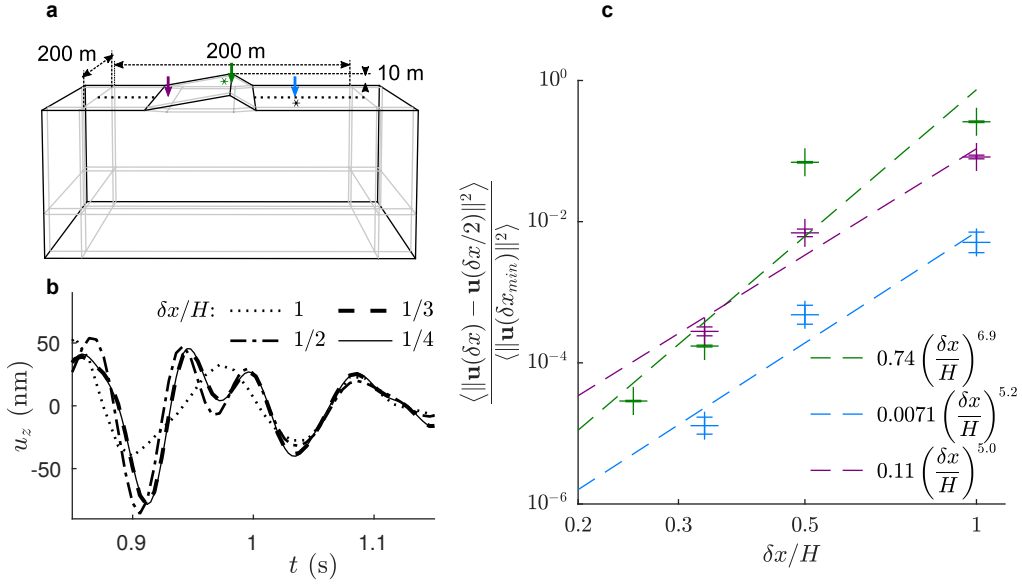 a
200 m
200 m
10 m
*
*
b
δx/H:
1
1/3
1/2
1/4
50
0
-50
u_z (nm)
0.9
1
1.1
t (s)
c
⟨‖u(δx) − u(δx/2)‖²⟩
⟨‖u(δx_min)‖²⟩
10⁰
10⁻²
10⁻⁴
10⁻⁶
0.74 (δx/H)^6.9
0.0071 (δx/H)^5.2
0.11 (δx/H)^5.0
0.2
0.3
0.5
1
δx/H